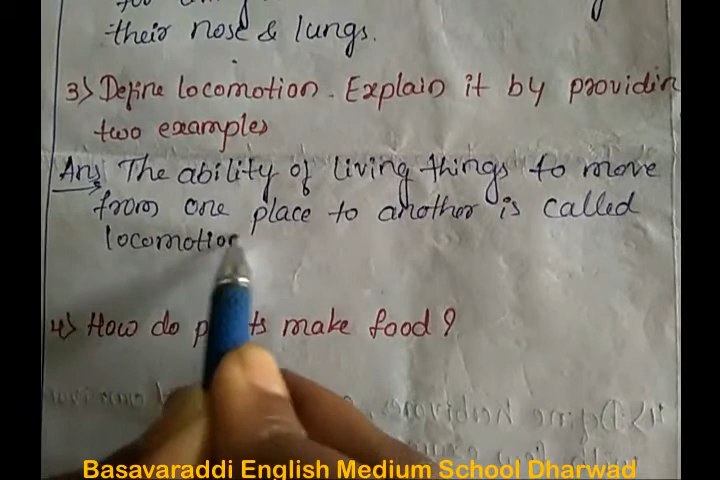 their nose & lungs.
3) Define locomotion. Explain it by providin
two examples
Ans The ability of living things to move
from one place to another is called
locomotion
4) How do p ts make food ?
Basavaraddi English Medium School Dharwad